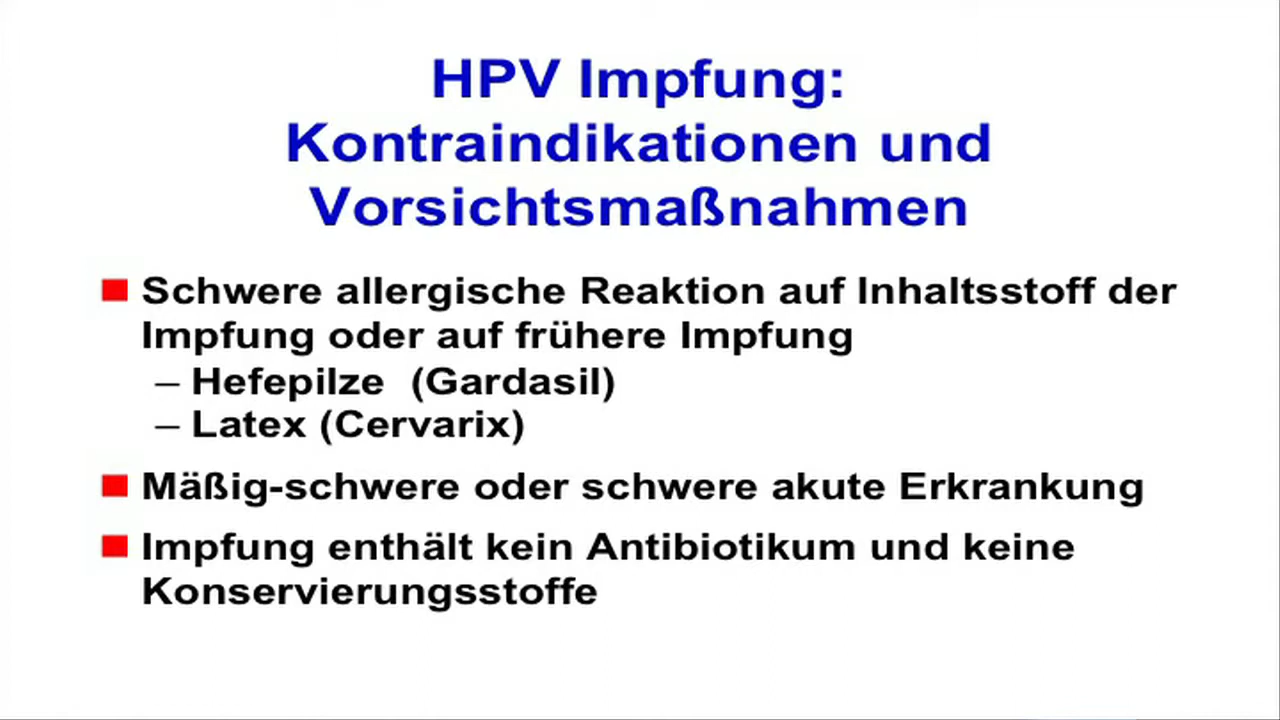 HPV Impfung:
Kontraindikationen und
Vorsichtsmaßnahmen
Schwere allergische Reaktion auf Inhaltsstoff der
Impfung oder auf frühere Impfung
– Hefepilze (Gardasil)
– Latex (Cervarix)
Mäßig-schwere oder schwere akute Erkrankung
Impfung enthält kein Antibiotikum und keine
Konservierungsstoffe